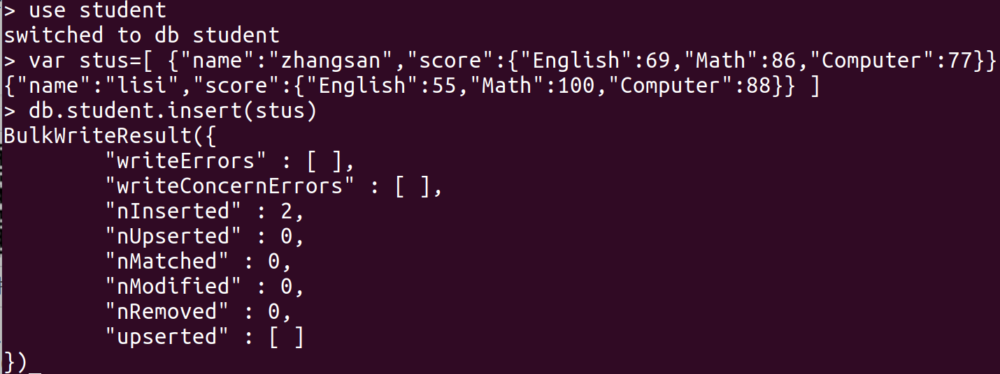 > use student
switched to db student
> var stus=[ {"name":"zhangsan","score":{"English":69,"Math":86,"Computer":77}}
{"name":"lisi","score":{"English":55,"Math":100,"Computer":88}} ]
> db.student.insert(stus)
BulkWriteResult({
        "writeErrors" : [ ],
        "writeConcernErrors" : [ ],
        "nInserted" : 2,
        "nUpserted" : 0,
        "nMatched" : 0,
        "nModified" : 0,
        "nRemoved" : 0,
        "upserted" : [ ]
})